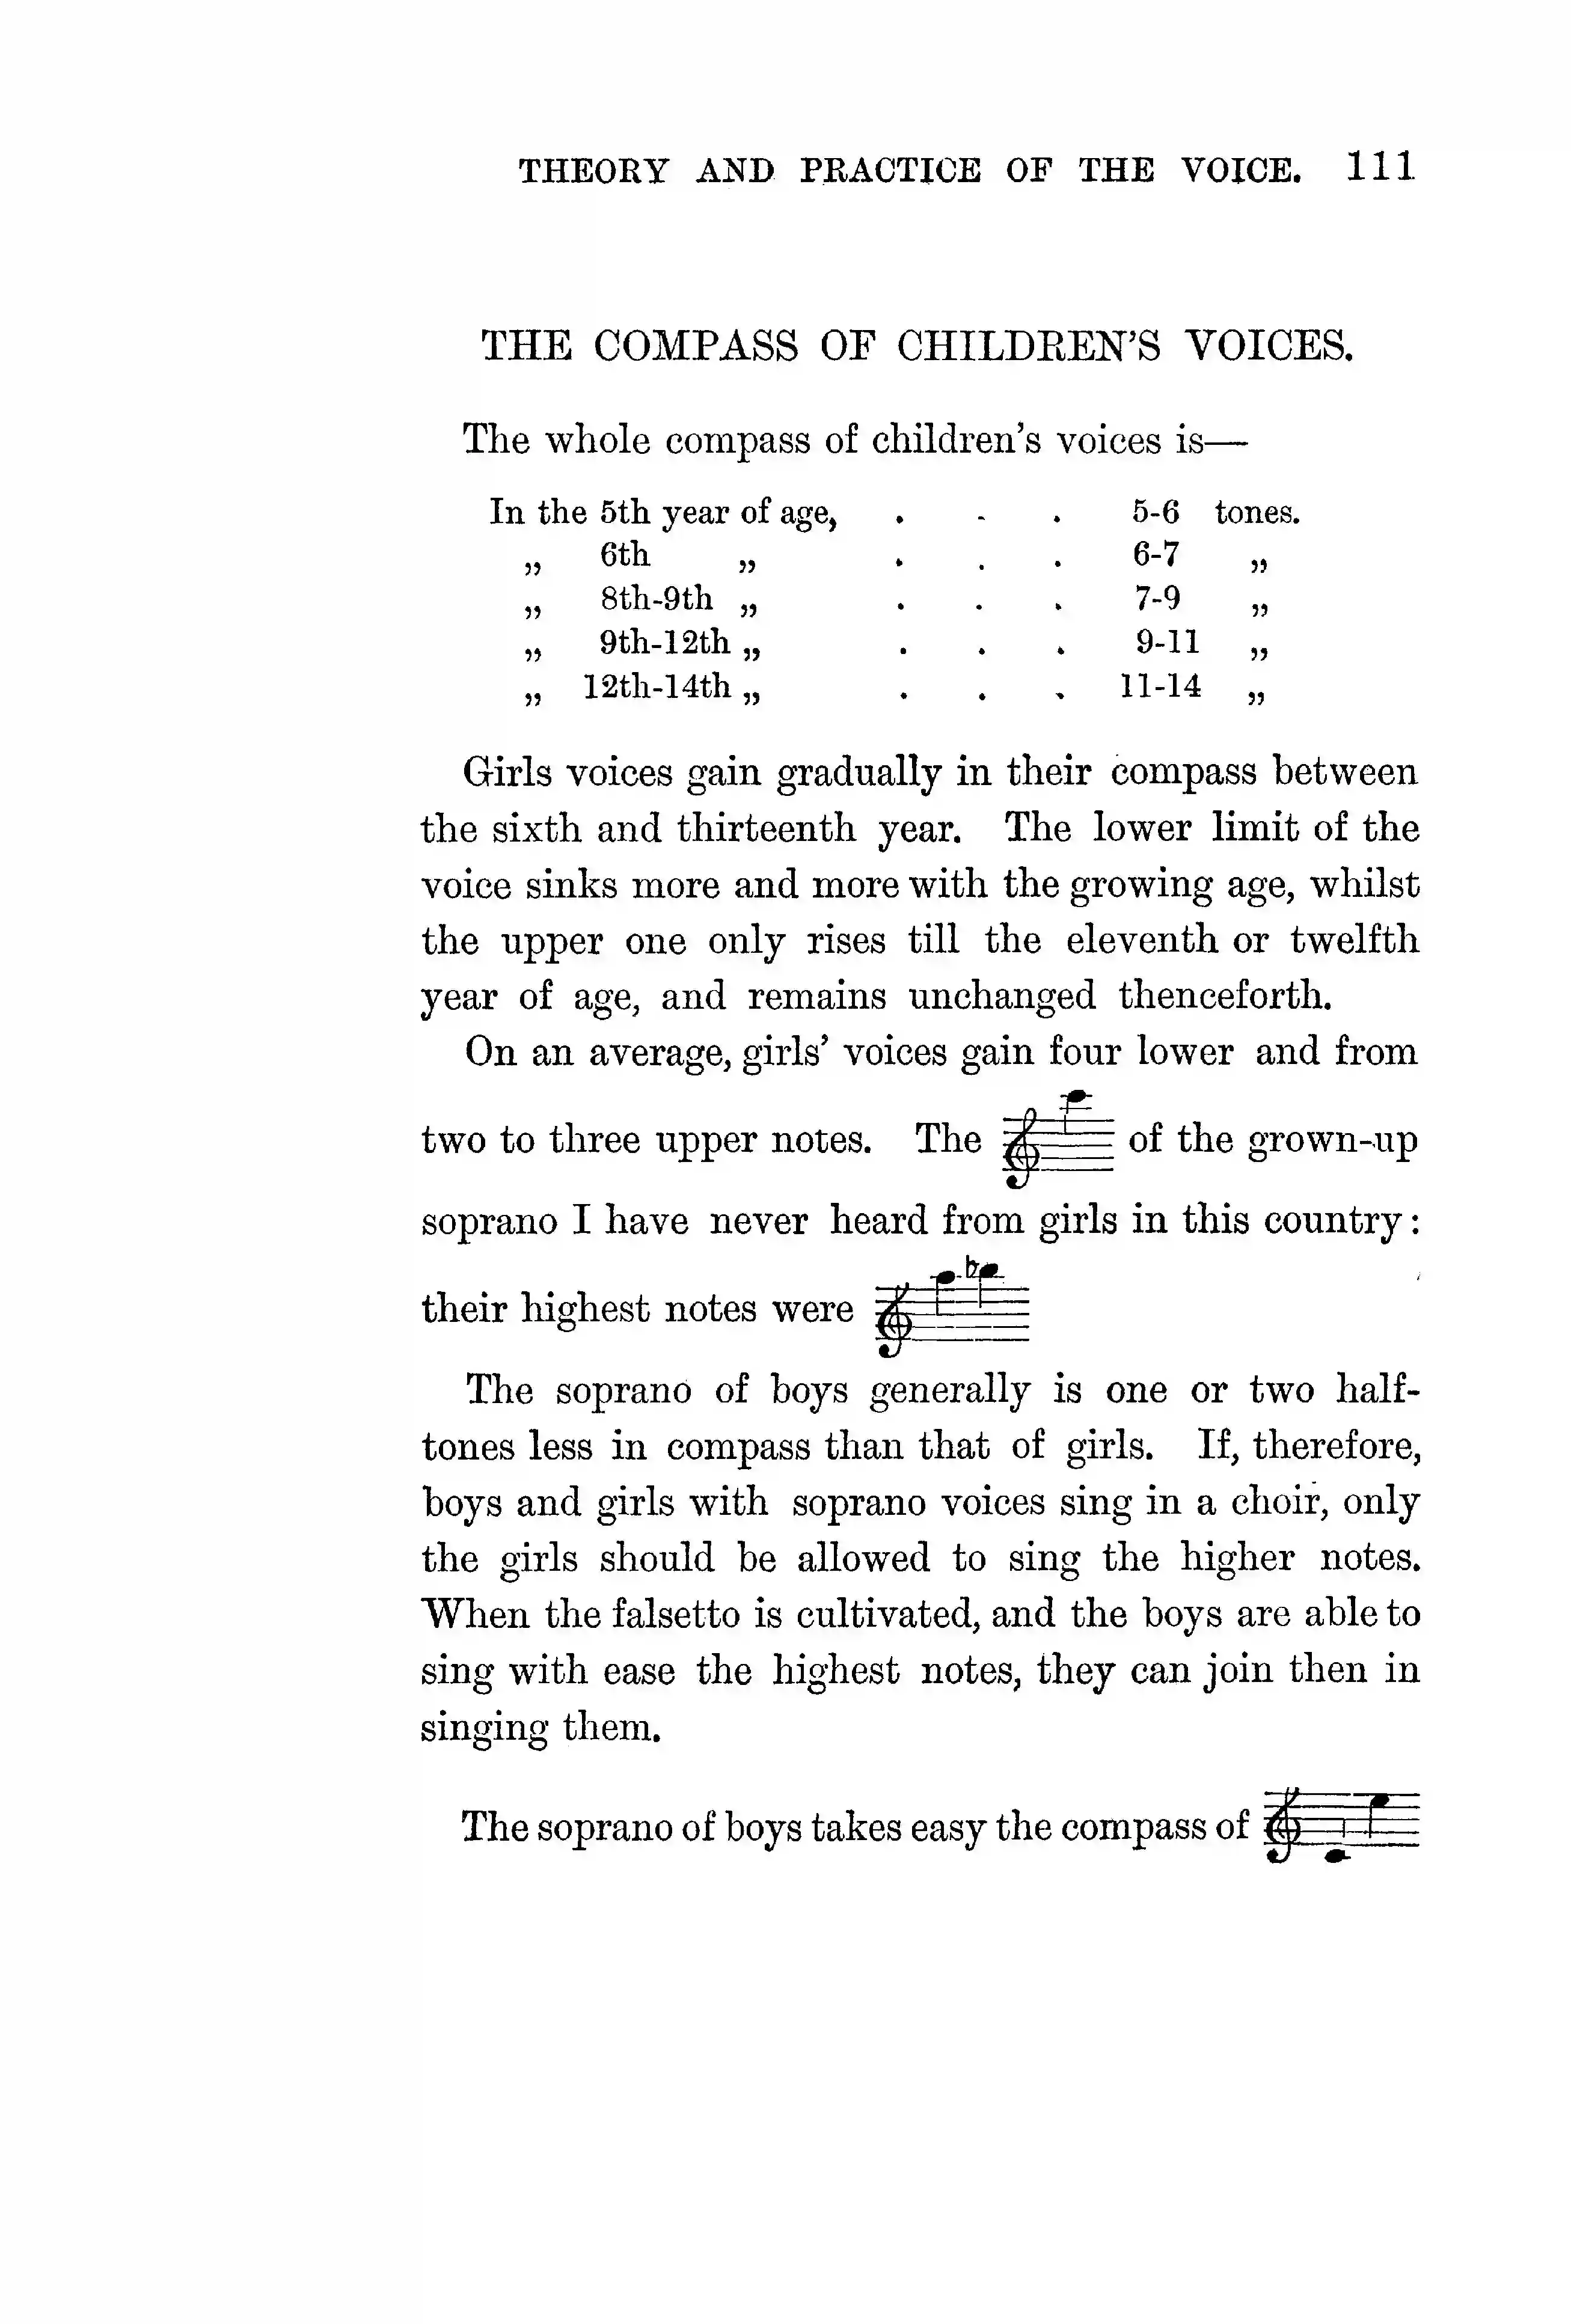 THEORY AND PRACTICE OF THE VOICE. 111
THE COMPASS OF CHILDREN'S VOICES.
The whole compass of children's voices is—
In the 5th year of age, . . . 5-6 tones.
„ 6th „ . . . 6-7 „
„ 8th-9th „ . . . 7-9 „
„ 9th-12th „ . . . 9-11 „
„ 12th-14th „ . . . 11-14 „
Girls voices gain gradually in their compass between
the sixth and thirteenth year. The lower limit of the
voice sinks more and more with the growing age, whilst
the upper one only rises till the eleventh or twelfth
year of age, and remains unchanged thenceforth.
On an average, girls' voices gain four lower and from
two to three upper notes. The of the grown-up
soprano I have never heard from girls in this country:
their highest notes were
The soprano of boys generally is one or two half-
tones less in compass than that of girls. If, therefore,
boys and girls with soprano voices sing in a choir, only
the girls should be allowed to sing the higher notes.
When the falsetto is cultivated, and the boys are able to
sing with ease the highest notes, they can join then in
singing them.
The soprano of boys takes easy the compass of